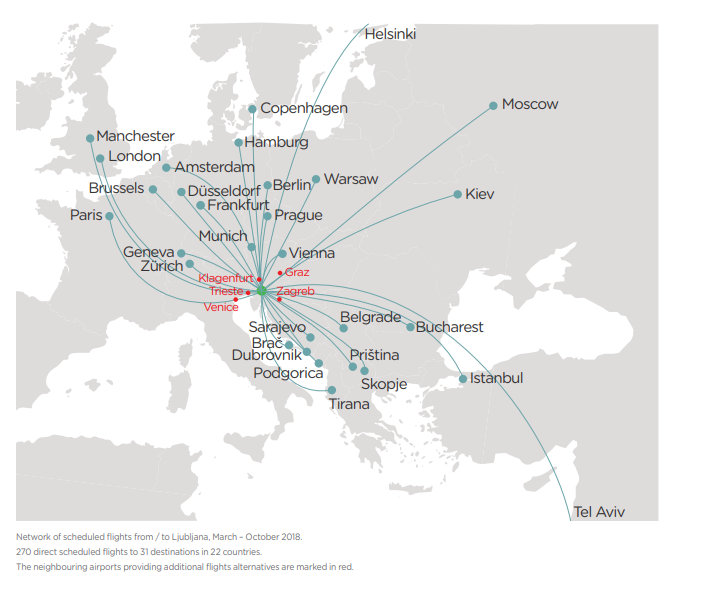 Helsinki
Copenhagen
Moscow
Manchester
Hamburg
London
Amsterdam
Brussels
Düsseldorf
Berlin
Warsaw
Kiev
Frankfurt
Paris
Prague
Munich
Geneva
Vienna
Zürich
Klagenfurt
Graz
Trieste
Zagreb
Venice
Belgrade
Sarajevo
Bucharest
Brač
Dubrovnik
Priština
Podgorica
Skopje
Istanbul
Tirana
Tel Aviv
Network of scheduled flights from / to Ljubljana, March – October 2018.
270 direct scheduled flights to 31 destinations in 22 countries.
The neighbouring airports providing additional flights alternatives are marked in red.